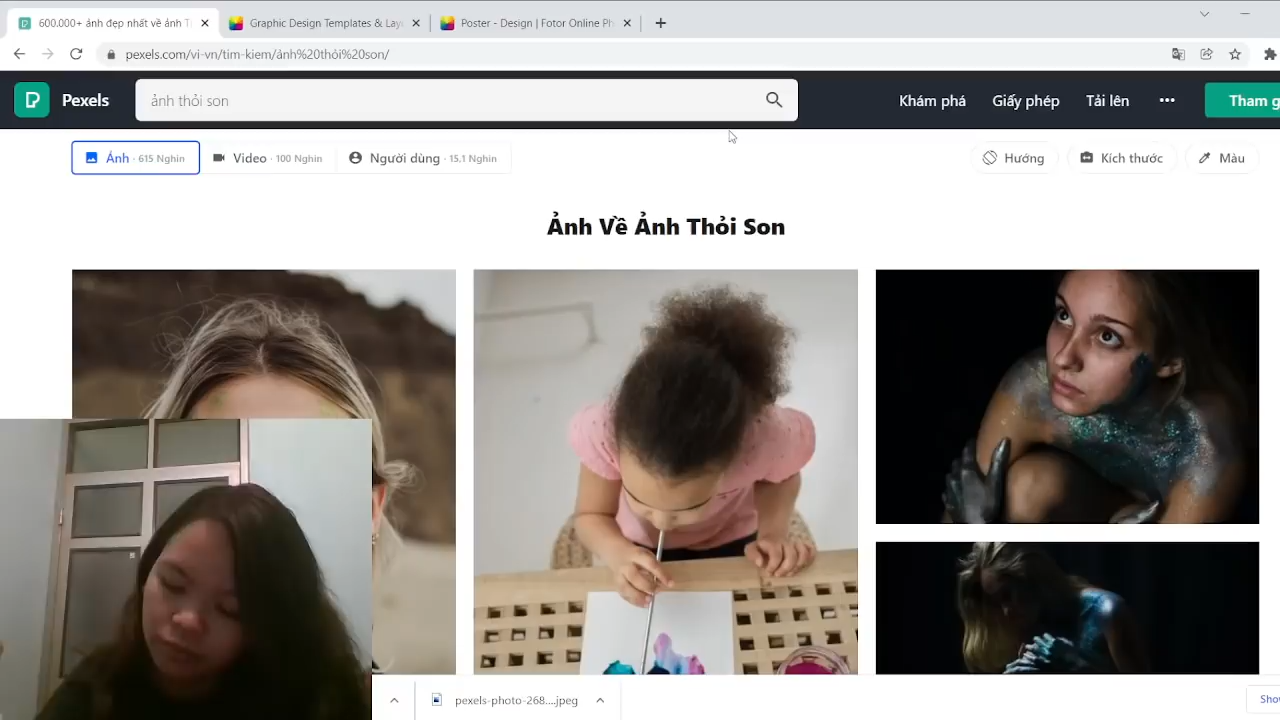 600.000+ ảnh đẹp nhất về ảnh T
Graphic Design Templates & Lay
Poster - Design | Fotor Online Ph
pexels.com/vi-vn/tim-kiem/ảnh%20thỏi%20son/
Pexels
ảnh thỏi son
Khám phá
Giấy phép
Tải lên
Tham g
Ảnh · 615 Nghìn
Video · 100 Nghìn
Người dùng · 15.1 Nghìn
Hướng
Kích thước
Màu
Ảnh Về Ảnh Thỏi Son
pexels-photo-268....jpeg
Sho